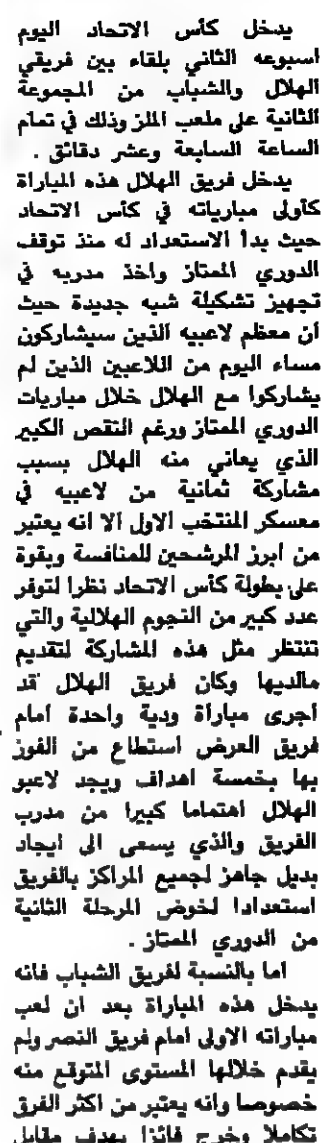 يدخل كأس الاتحاد اليوم
اسبوعه الثاني بلقاء بين فريقي
الهلال والشباب من المجموعة
الثانية على ملعب الملز وذلك في تمام
الساعة السابعة وعشر دقائق .
يدخل فريق الهلال هذه المباراة
كأولى مبارياته في كأس الاتحاد
حيث بدأ الاستعداد له منذ توقف
الدوري الممتاز واخذ مدربه في
تجهيز تشكيلة شبه جديدة حيث
أن معظم لاعبيه الذين سيشاركون
مساء اليوم من اللاعبين الذين لم
يشاركوا مع الهلال خلال مباريات
الدوري الممتاز ورغم النقص الكبير
الذي يعاني منه الهلال بسبب
مشاركة ثمانية من لاعبيه في
معسكر المنتخب الاول الا انه يعتبر
من ابرز المرشحين للمنافسة وبقوة
على بطولة كأس الاتحاد نظرا لتوفر
عدد كبير من النجوم الهلالية والتي
تنتظر مثل هذه المشاركة لتقديم
مالديها وكان فريق الهلال قد
اجرى مباراة ودية واحدة امام
فريق العرض استطاع من الفوز
بها بخمسة اهداف ويجد لاعبو
الهلال اهتماما كبيرا من مدرب
الفريق والذي يسعى الى ايجاد
بديل جاهز لجميع المراكز بالفريق
استعدادا لخوض المرحلة الثانية
من الدوري الممتاز .
اما بالنسبة لفريق الشباب فانه
يدخل هذه المباراة بعد ان لعب
مباراته الاولى امام فريق النصر ولم
يقدم خلالها المستوى المتوقع منه
خصوصا وانه يعتبر من اكثر الفرق
تكاملا وخرج فائزا بهدف مقابل